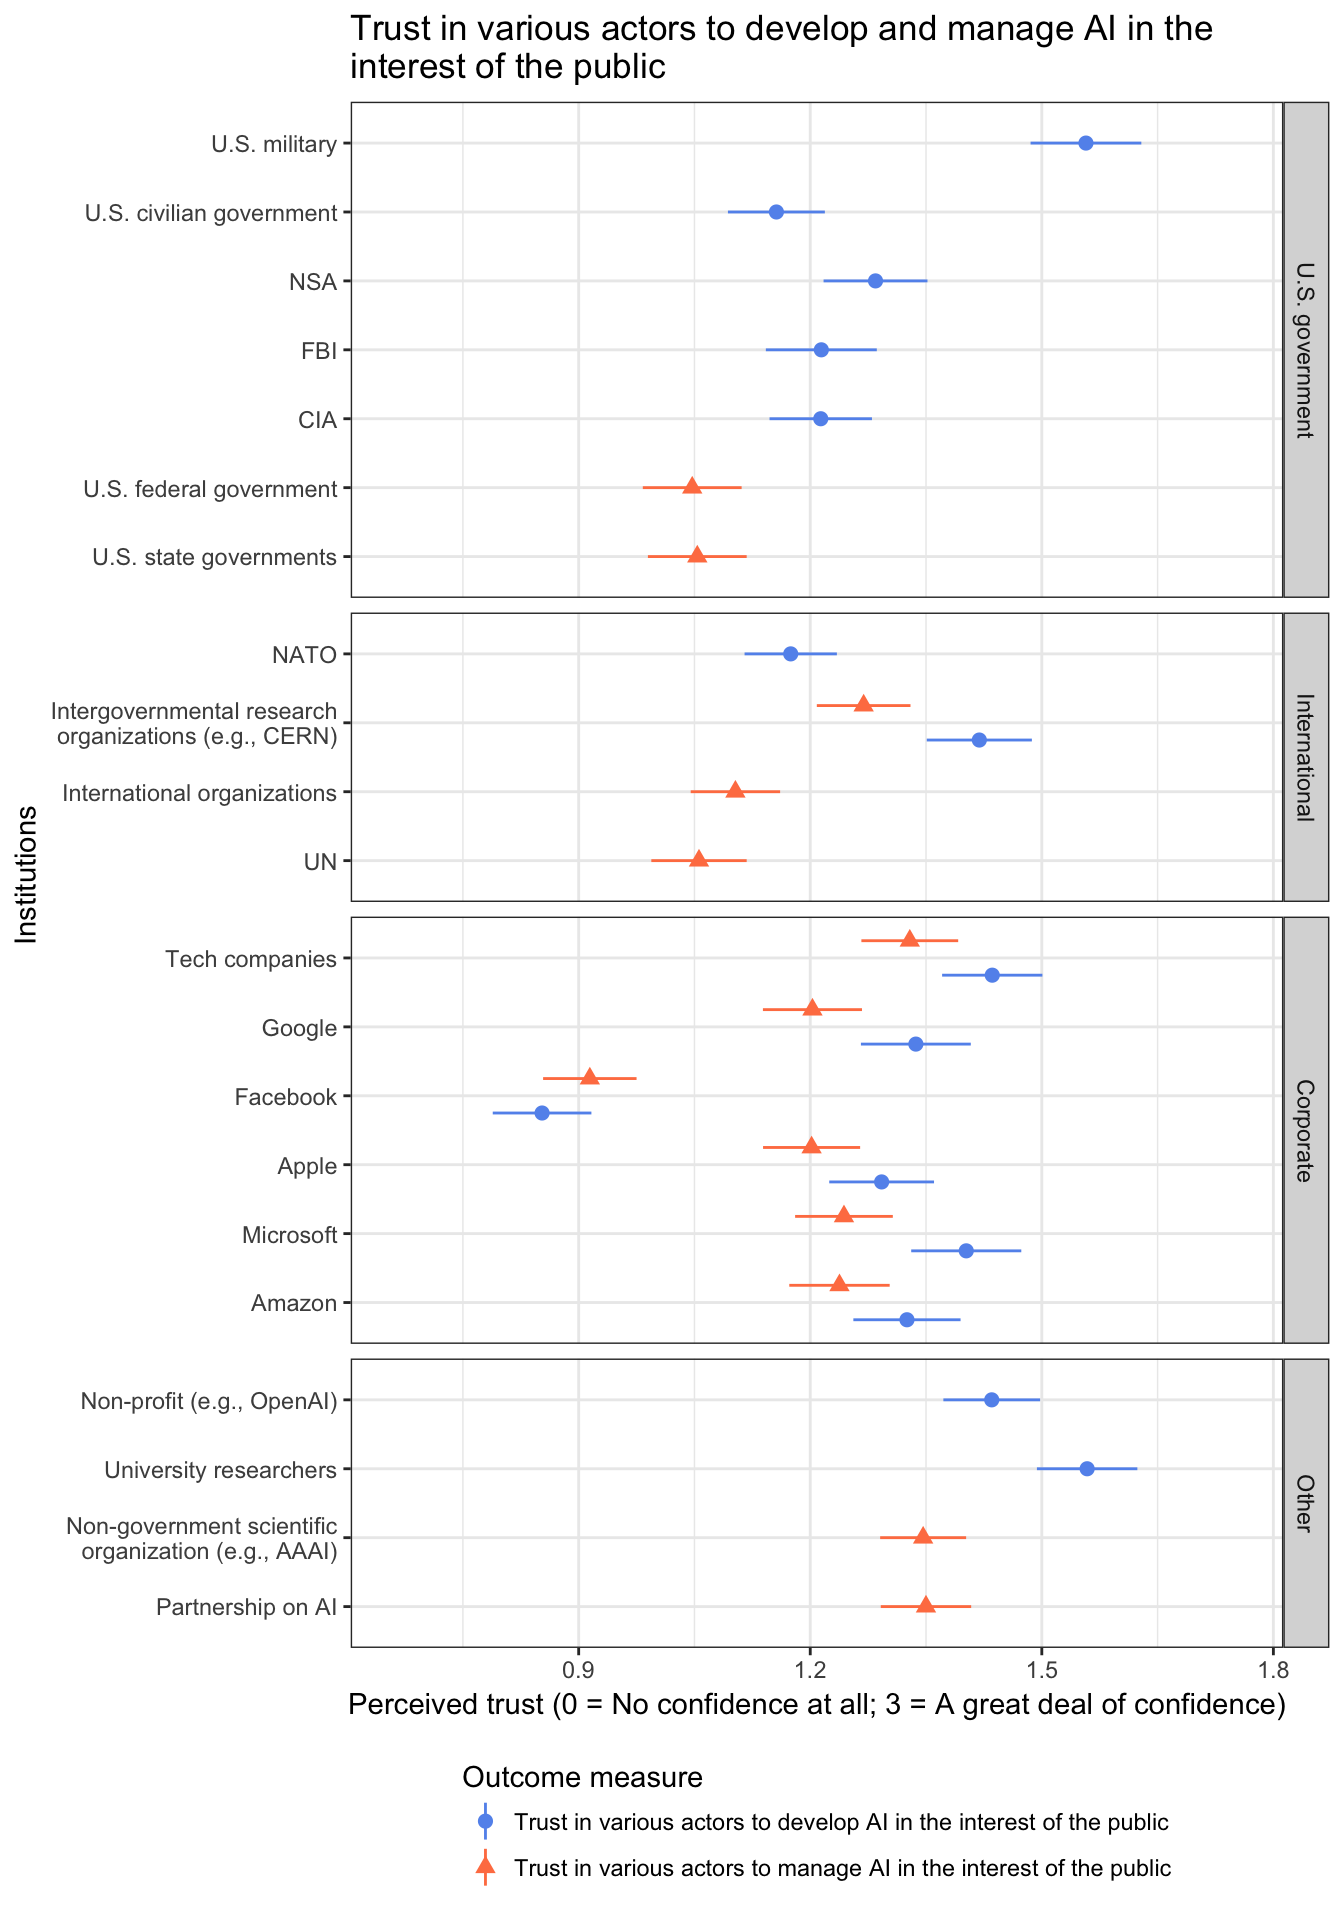 Trust in various actors to develop and manage AI in the
interest of the public
U.S. military
U.S. civilian government
NSA
FBI
CIA
U.S. federal government
U.S. state governments
U.S. government
NATO
Intergovernmental research
organizations (e.g., CERN)
International organizations
UN
International
Institutions
Tech companies
Google
Facebook
Apple
Microsoft
Amazon
Corporate
Non-profit (e.g., OpenAI)
University researchers
Non-government scientific
organization (e.g., AAAI)
Partnership on AI
Other
0.9 1.2 1.5 1.8
Perceived trust (0 = No confidence at all; 3 = A great deal of confidence)
Outcome measure
Trust in various actors to develop AI in the interest of the public
Trust in various actors to manage AI in the interest of the public